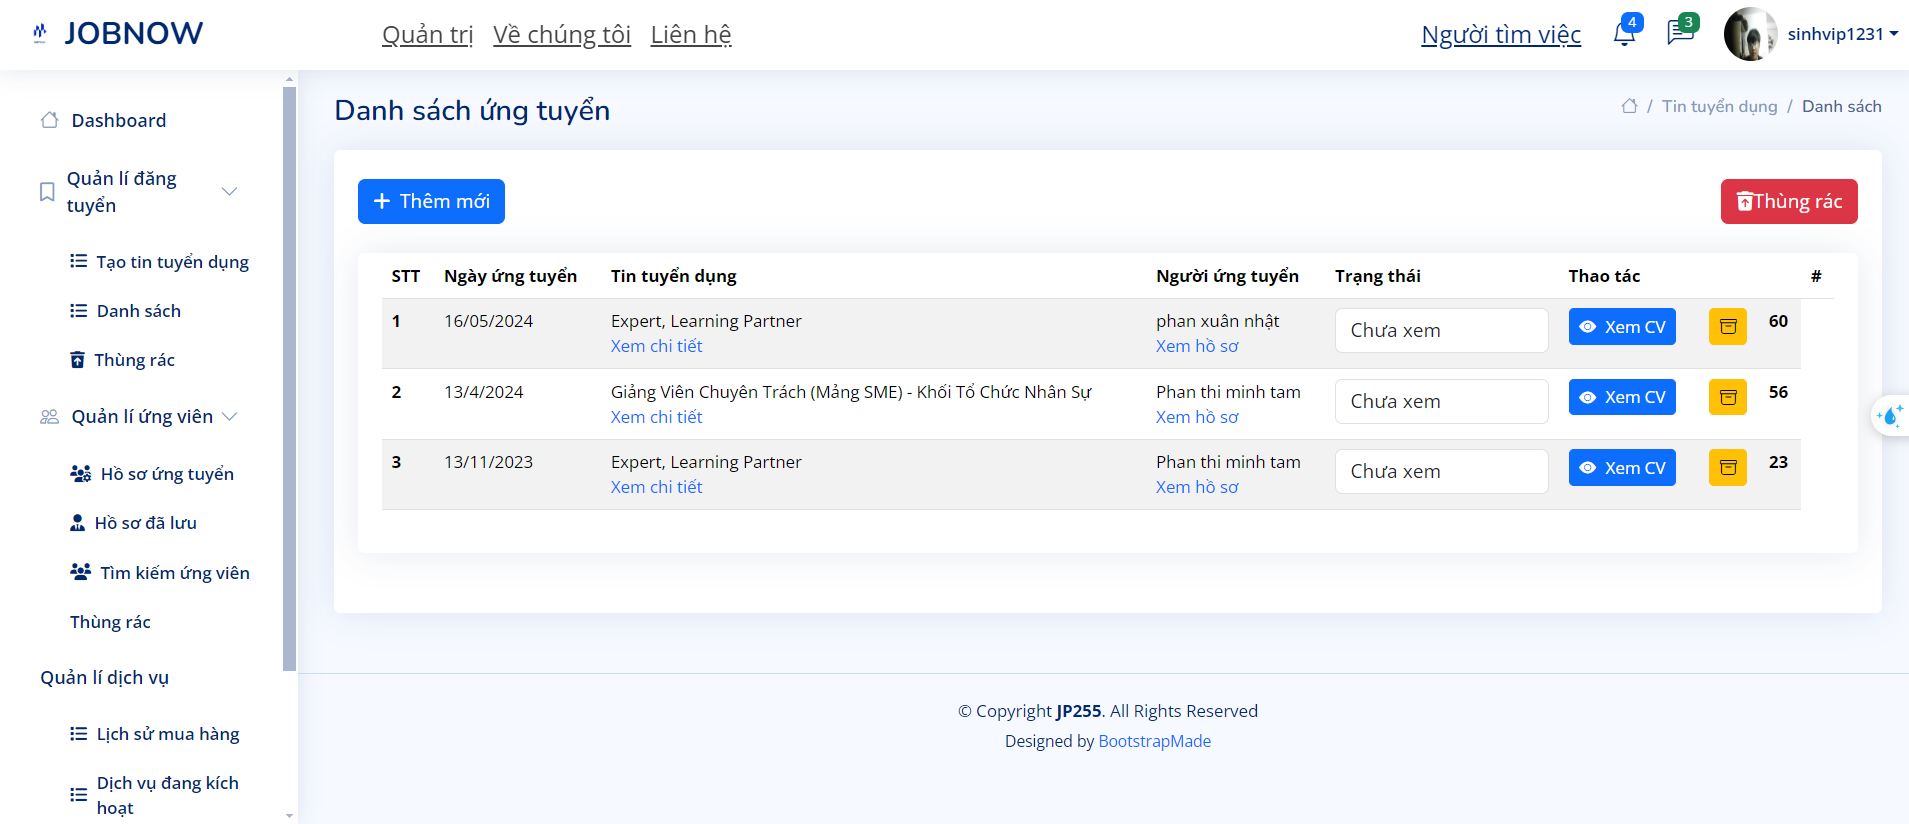 JOBNOW
Quản trị Về chúng tôi Liên hệ
Người tìm việc 4 3 sinhvip1231
Dashboard
Quản lí đăng
tuyển
Tạo tin tuyển dụng
Danh sách
Thùng rác
Quản lí ứng viên
Hồ sơ ứng tuyển
Hồ sơ đã lưu
Tìm kiếm ứng viên
Thùng rác
Quản lí dịch vụ
Lịch sử mua hàng
Dịch vụ đang kích
hoạt
Danh sách ứng tuyển
/ Tin tuyển dụng / Danh sách
Thêm mới
Thùng rác
STT Ngày ứng tuyển Tin tuyển dụng Người ứng tuyển Trạng thái Thao tác #
1 16/05/2024 Expert, Learning Partner phan xuân nhật Chưa xem Xem CV 60
Xem chi tiết Xem hồ sơ
2 13/4/2024 Giảng Viên Chuyên Trách (Mảng SME) - Khối Tổ Chức Nhân Sự Phan thi minh tam Chưa xem Xem CV 56
Xem chi tiết Xem hồ sơ
3 13/11/2023 Expert, Learning Partner Phan thi minh tam Chưa xem Xem CV 23
Xem chi tiết Xem hồ sơ
© Copyright JP255. All Rights Reserved
Designed by BootstrapMade